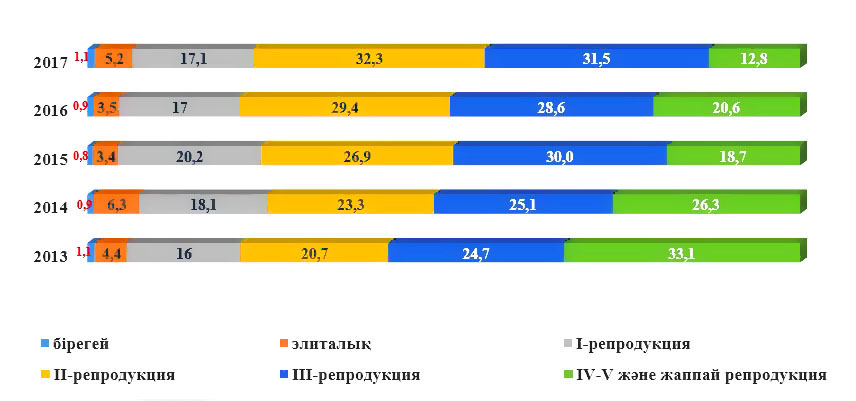 2017 1,1 5,2 17,1 32,3 31,5 12,8
2016 0,9 3,5 17 29,4 28,6 20,6
2015 0,8 3,4 20,2 26,9 30,0 18,7
2014 0,9 6,3 18,1 23,3 25,1 26,3
2013 1,1 4,4 16 20,7 24,7 33,1
бірегей элиталық І-репродукция
ІІ-репродукция ІІІ-репродукция IV-V және жаппай репродукция